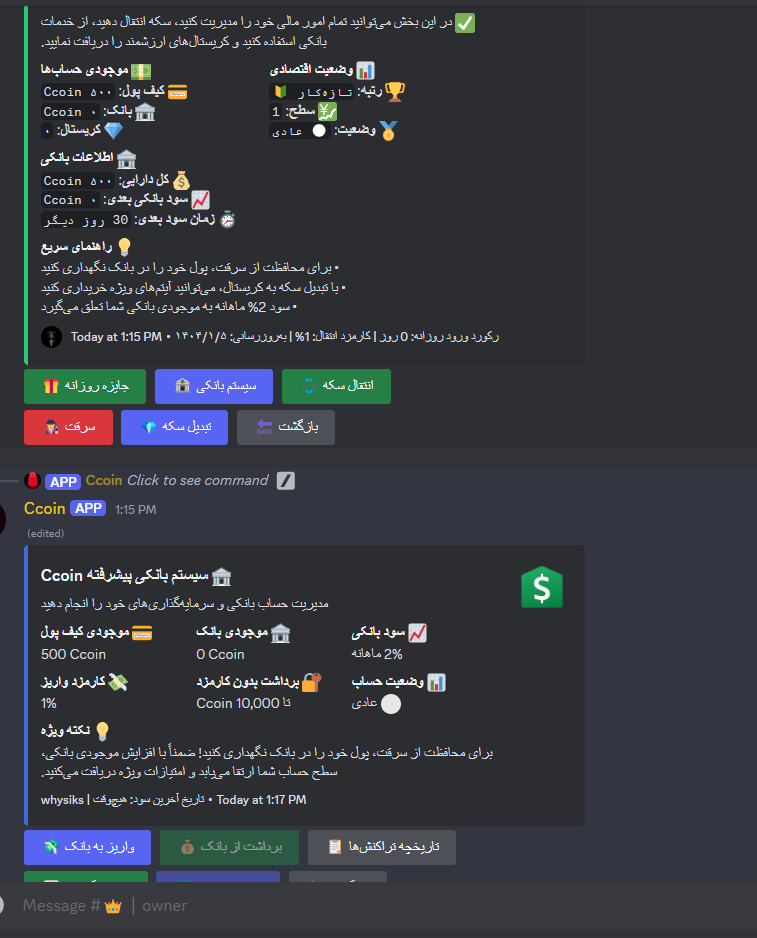 در این بخش می‌توانید تمام امور مالی خود را مدیریت کنید، سکه انتقال دهید، از خدمات
بانکی استفاده کنید و کریستال‌های ارزشمند را دریافت نمایید.
موجودی حساب‌ها
کیف پول: ۵۰۰ Ccoin
بانک: ۰ Ccoin
کریستال: ۰
وضعیت اقتصادی
رتبه: تازه‌کار
سطح: 1
وضعیت: عادی
اطلاعات بانکی
کل دارایی: ۵۰۰ Ccoin
سود بانکی بعدی: ۰ Ccoin
زمان سود بعدی: 30 روز دیگر
راهنمای سریع
• برای محافظت از سرقت، پول خود را در بانک نگهداری کنید
• با تبدیل سکه به کریستال، می‌توانید آیتم‌های ویژه خریداری کنید
• سود 2% ماهانه به موجودی بانکی شما تعلق می‌گیرد
رکورد ورود روزانه: 0 روز | کارمزد انتقال: 1% | به‌روزرسانی: ۱۴۰۴/۱/۵ • Today at 1:15 PM
جایزه روزانه
سیستم بانکی
انتقال سکه
سرقت
تبدیل سکه
بازگشت
APP Ccoin Click to see command
Ccoin APP 1:15 PM
(edited)
سیستم بانکی پیشرفته Ccoin
مدیریت حساب بانکی و سرمایه‌گذاری‌های خود را انجام دهید
موجودی کیف پول
500 Ccoin
موجودی بانک
0 Ccoin
سود بانکی
2% ماهانه
کارمزد واریز
1%
برداشت بدون کارمزد
تا 10,000 Ccoin
وضعیت حساب
عادی
نکته ویژه
برای محافظت از سرقت، پول خود را در بانک نگهداری کنید! ضمناً با افزایش موجودی بانکی،
سطح حساب شما ارتقا می‌یابد و امتیازات ویژه دریافت می‌کنید.
whysiks | تاریخ آخرین سود: هیچ‌وقت • Today at 1:17 PM
واریز به بانک
برداشت از بانک
تاریخچه تراکنش‌ها
Message # | owner